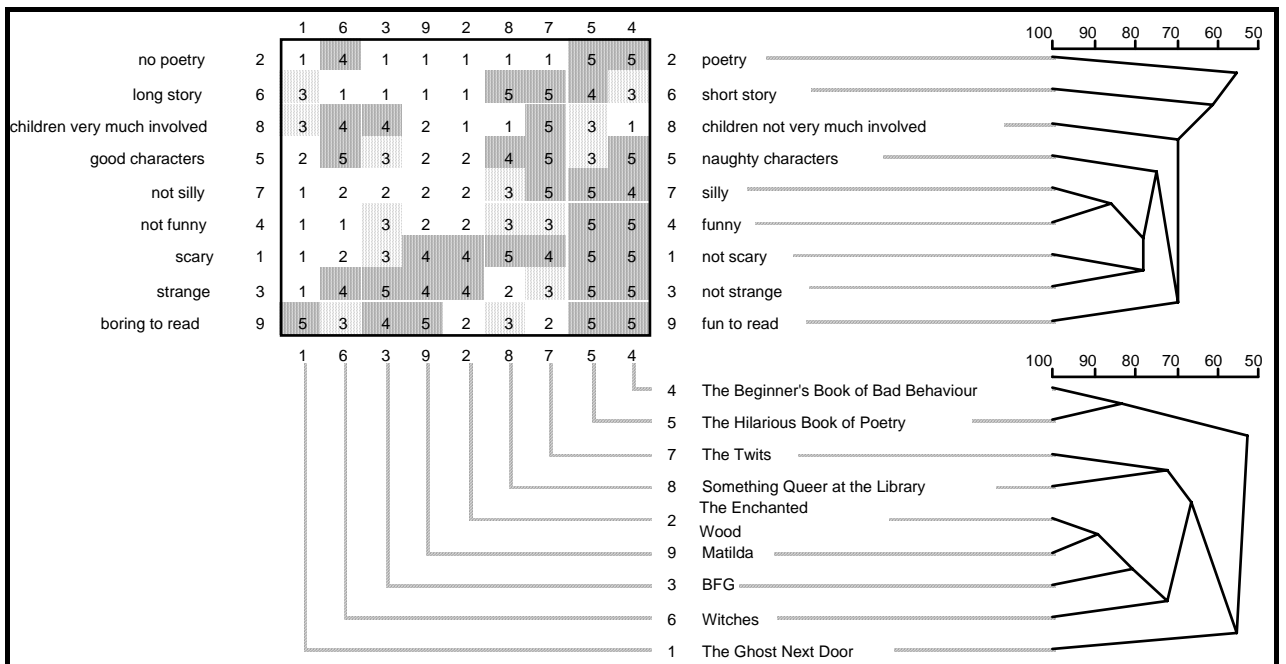 1 6 3 9 2 8 7 5 4
100 90 80 70 60 50
no poetry 2 1 4 1 1 1 1 1 5 5 2 poetry
long story 6 3 1 1 1 1 5 5 4 3 6 short story
children very much involved 8 3 4 4 2 1 1 5 3 1 8 children not very much involved
good characters 5 2 5 3 2 2 4 5 3 5 5 naughty characters
not silly 7 1 2 2 2 2 3 5 5 4 7 silly
not funny 4 1 1 3 2 2 3 3 5 5 4 funny
scary 1 1 2 3 4 4 5 4 5 5 1 not scary
strange 3 1 4 5 4 4 2 3 5 5 3 not strange
boring to read 9 5 3 4 5 2 3 2 5 5 9 fun to read
1 6 3 9 2 8 7 5 4
100 90 80 70 60 50
4 The Beginner's Book of Bad Behaviour
5 The Hilarious Book of Poetry
7 The Twits
8 Something Queer at the Library
2 The Enchanted
Wood
9 Matilda
3 BFG
6 Witches
1 The Ghost Next Door